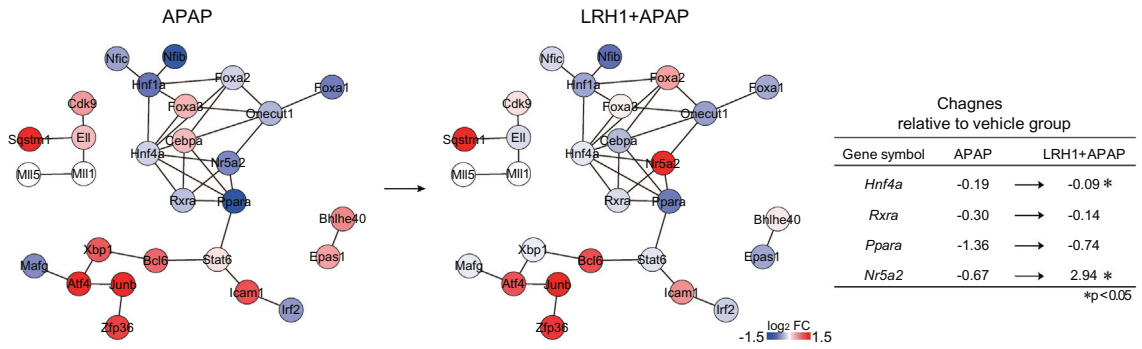 APAP
Nfic
Nfib
Hnf1a
Foxa2
Foxa1
Cdk9
Foxa3
Onecut1
Sqstm1
Ell
Cebpa
Hnf4a
Nr5a2
Mll5
Mll1
Rxra
Ppara
Bhlhe40
Xbp1
Epas1
Mafg
Bcl6
Stat6
Atf4
Junb
Icam1
Irf2
Zfp36
LRH1+APAP
Nfic
Nfib
Hnf1a
Foxa2
Foxa1
Cdk9
Foxa3
Onecut1
Sqstm1
Ell
Cebpa
Hnf4a
Nr5a2
Mll5
Mll1
Rxra
Ppara
Bhlhe40
Xbp1
Epas1
Mafg
Bcl6
Stat6
Atf4
Junb
Icam1
Irf2
Zfp36
log2 FC
-1.5 1.5
Chagnes
relative to vehicle group
Gene symbol APAP LRH1+APAP
Hnf4a -0.19 → -0.09 *
Rxra -0.30 → -0.14
Ppara -1.36 → -0.74
Nr5a2 -0.67 → 2.94 *
*p<0.05